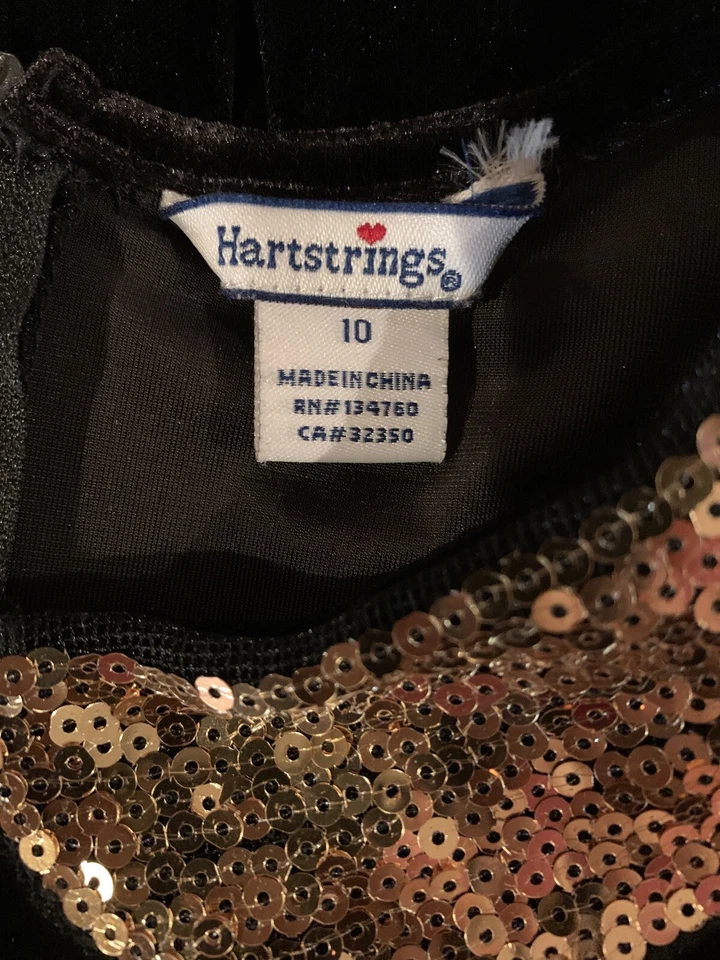 Hartstrings®
10
MADE IN CHINA
RN#134760
CA#32350